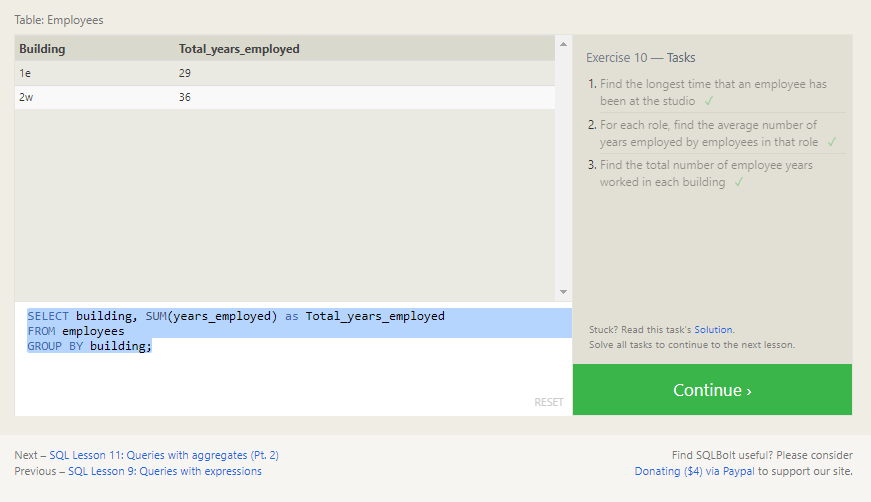 Table: Employees
Building Total_years_employed
1e 29
2w 36
SELECT building, SUM(years_employed) as Total_years_employed
FROM employees
GROUP BY building;
RESET
Exercise 10 — Tasks
1. Find the longest time that an employee has
been at the studio ✓
2. For each role, find the average number of
years employed by employees in that role ✓
3. Find the total number of employee years
worked in each building ✓
Stuck? Read this task's Solution.
Solve all tasks to continue to the next lesson.
Continue ›
Next – SQL Lesson 11: Queries with aggregates (Pt. 2)
Previous – SQL Lesson 9: Queries with expressions
Find SQLBolt useful? Please consider
Donating ($4) via Paypal to support our site.